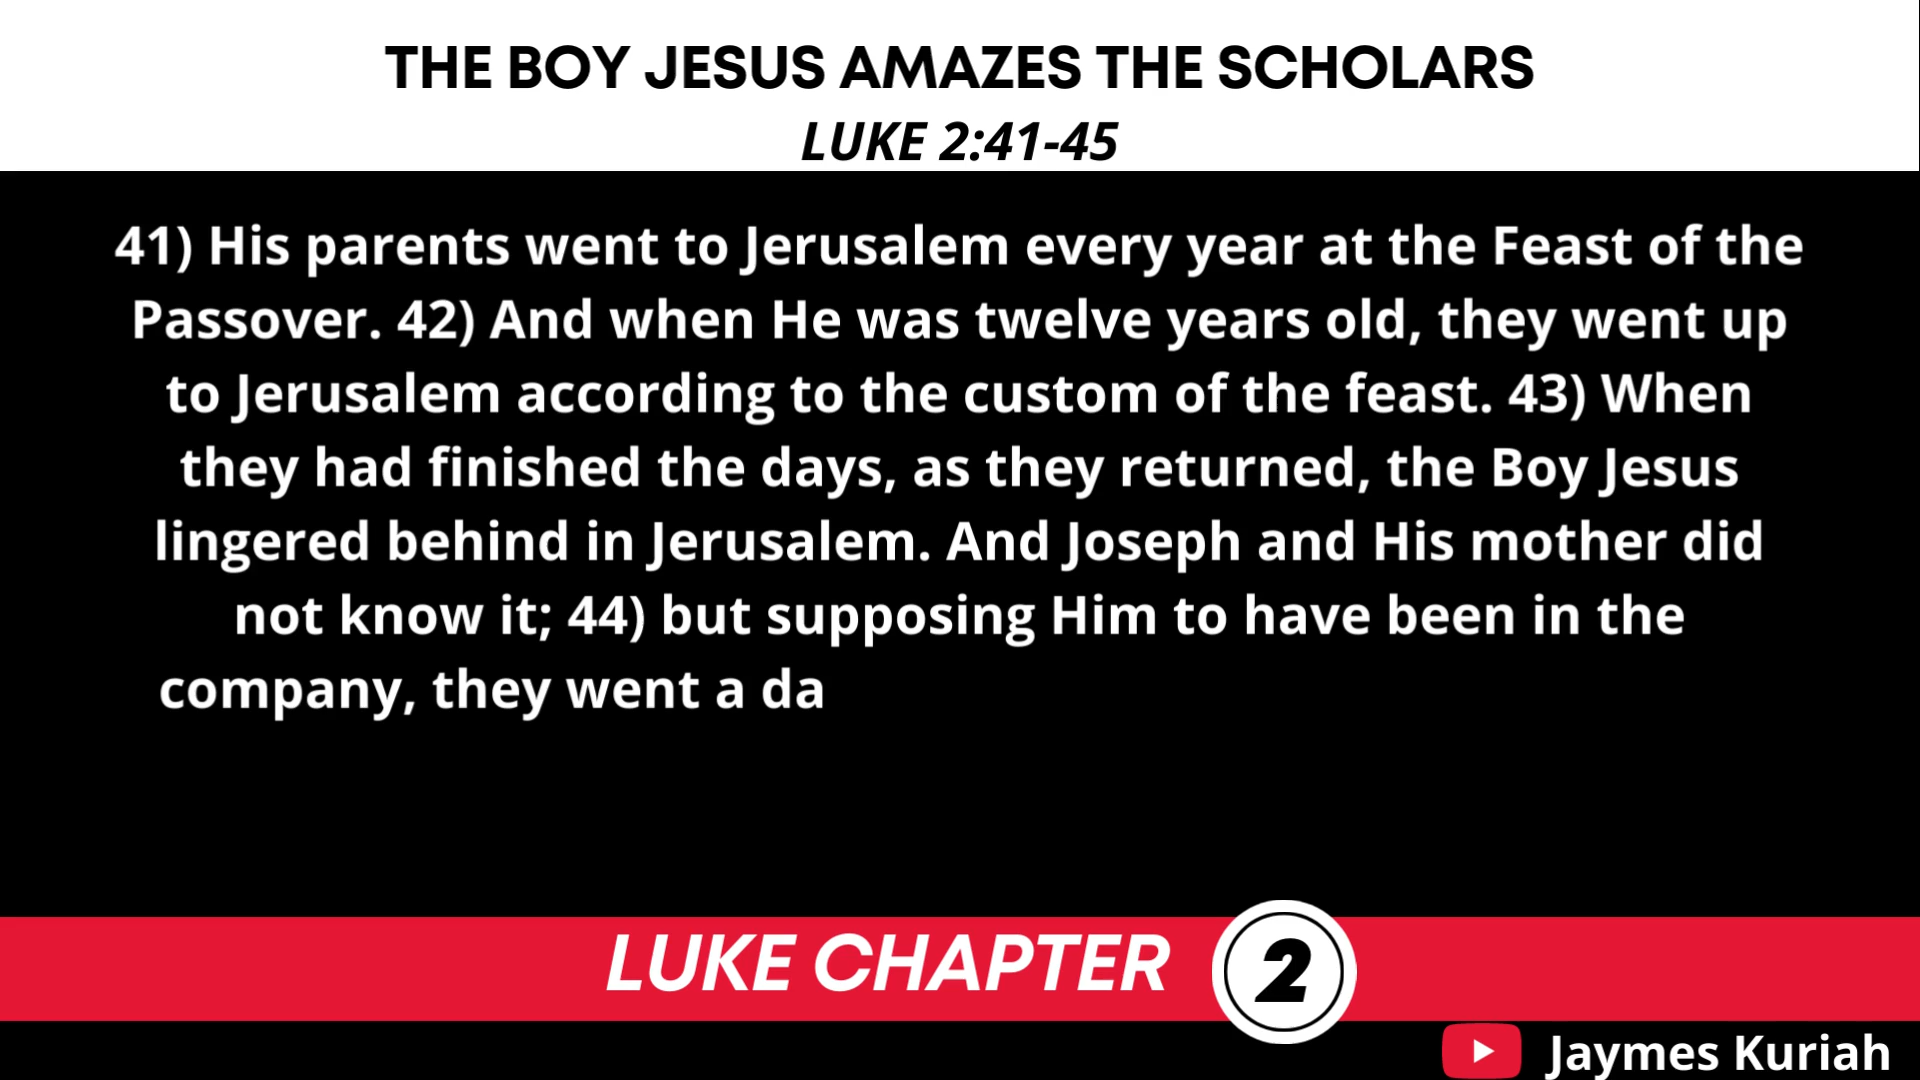 THE BOY JESUS AMAZES THE SCHOLARS
LUKE 2:41-45
41) His parents went to Jerusalem every year at the Feast of the
Passover. 42) And when He was twelve years old, they went up
to Jerusalem according to the custom of the feast. 43) When
they had finished the days, as they returned, the Boy Jesus
lingered behind in Jerusalem. And Joseph and His mother did
not know it; 44) but supposing Him to have been in the
company, they went a da
LUKE CHAPTER 2
Jaymes Kuriah